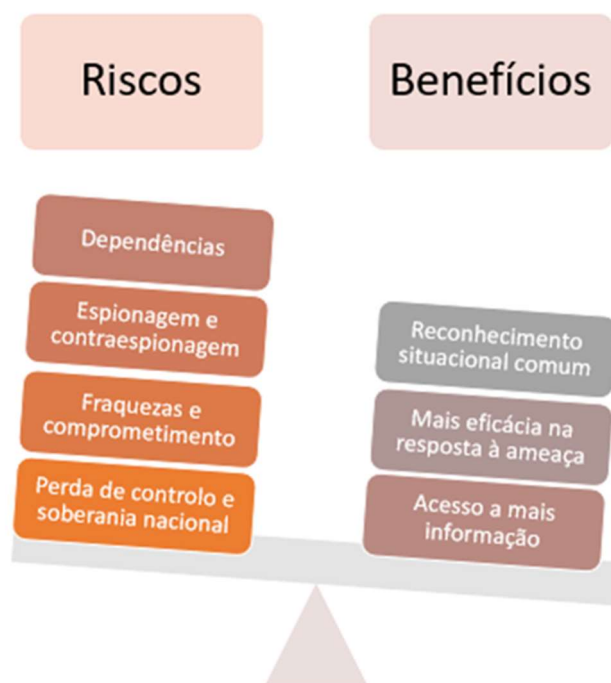 Riscos
Benefícios
Dependências
Espionagem e
contraespionagem
Fraquezas e
comprometimento
Perda de controlo e
soberania nacional
Reconhecimento
situacional comum
Mais eficácia na
resposta à ameaça
Acesso a mais
informação